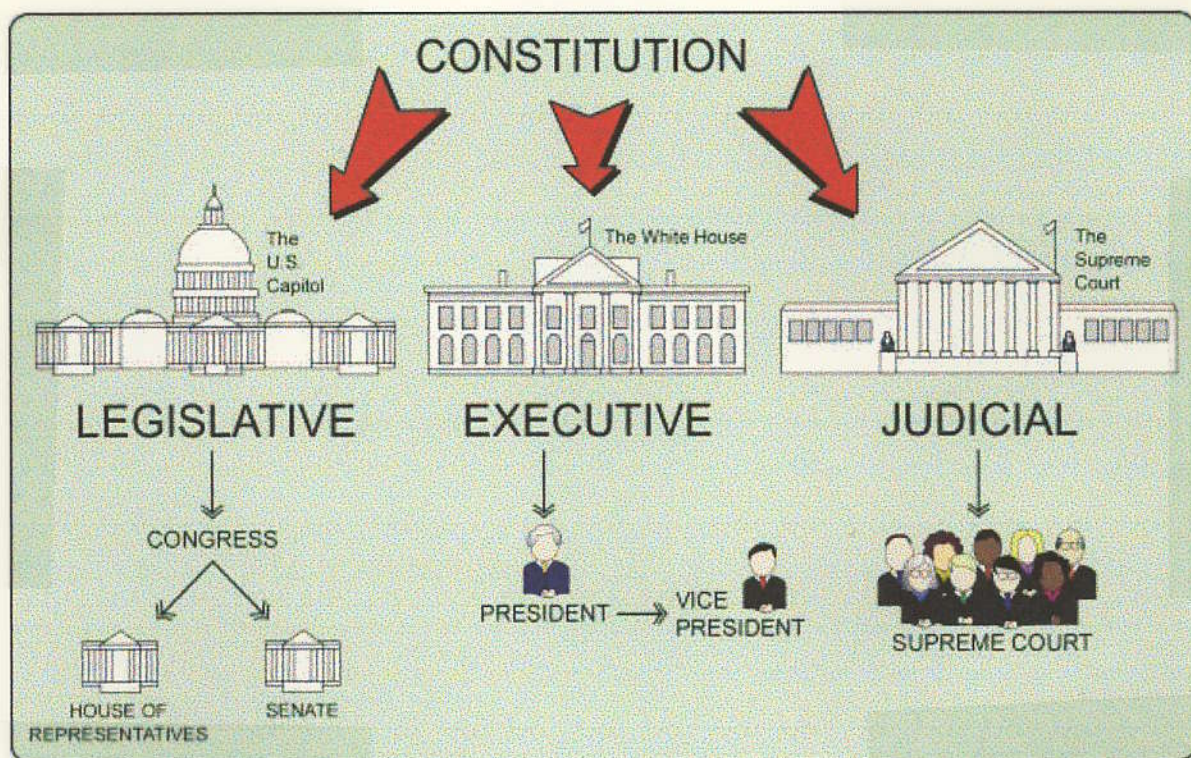 CONSTITUTION
The
U.S.
Capitol
The White House
The
Supreme
Court
LEGISLATIVE
EXECUTIVE
JUDICIAL
CONGRESS
PRESIDENT
VICE
PRESIDENT
SUPREME COURT
HOUSE OF
REPRESENTATIVES
SENATE